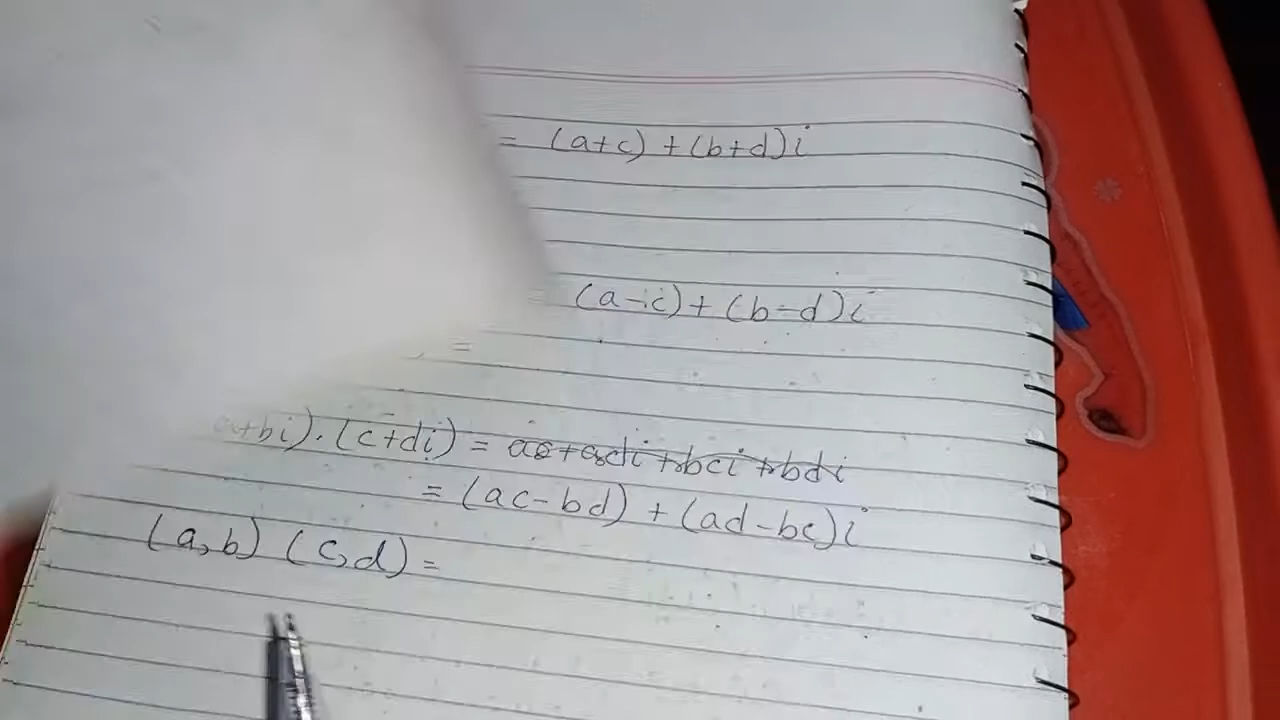 = (a+c) + (b+d)i
(a-c) + (b-d)i
=
a+bi).(c+di) = ac+adi+bci+bdi
= (ac-bd) + (ad-bc)i
(a,b) (c,d) =